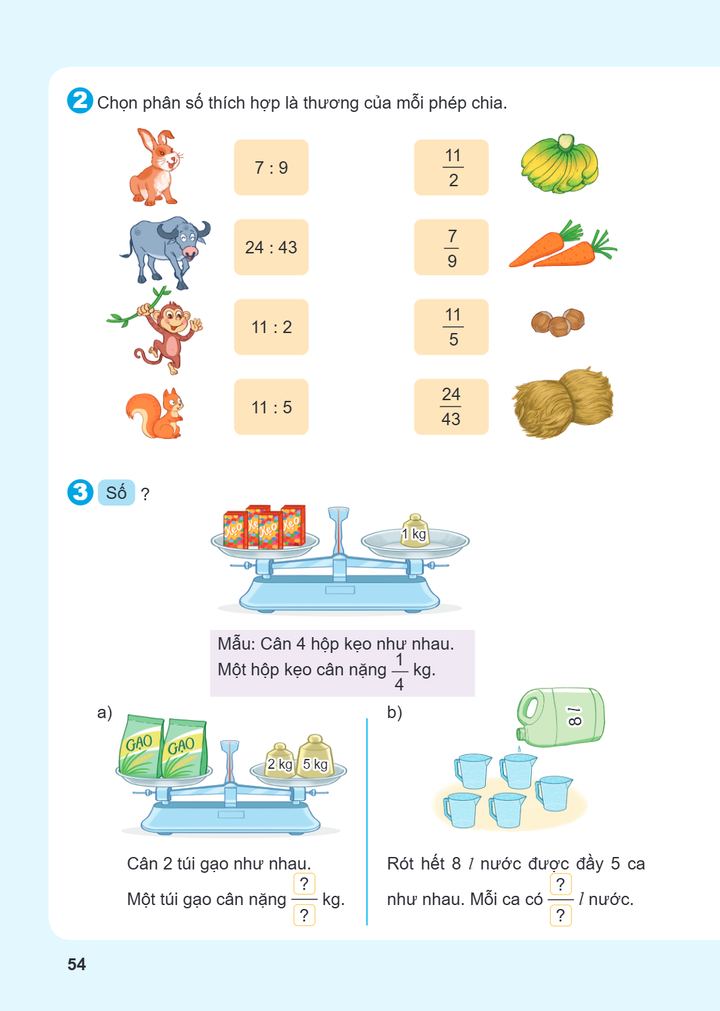 2 Chọn phân số thích hợp là thương của mỗi phép chia.
7 : 9
11/2
24 : 43
7/9
11 : 2
11/5
11 : 5
24/43
3 Số ?
Kẹo Kẹo Kẹo
1 kg
Mẫu: Cân 4 hộp kẹo như nhau.
Một hộp kẹo cân nặng 1/4 kg.
a)
GẠO GẠO
2 kg 5 kg
Cân 2 túi gạo như nhau.
Một túi gạo cân nặng ?/? kg.
b)
8 l
Rót hết 8 l nước được đầy 5 ca
như nhau. Mỗi ca có ?/? l nước.
54